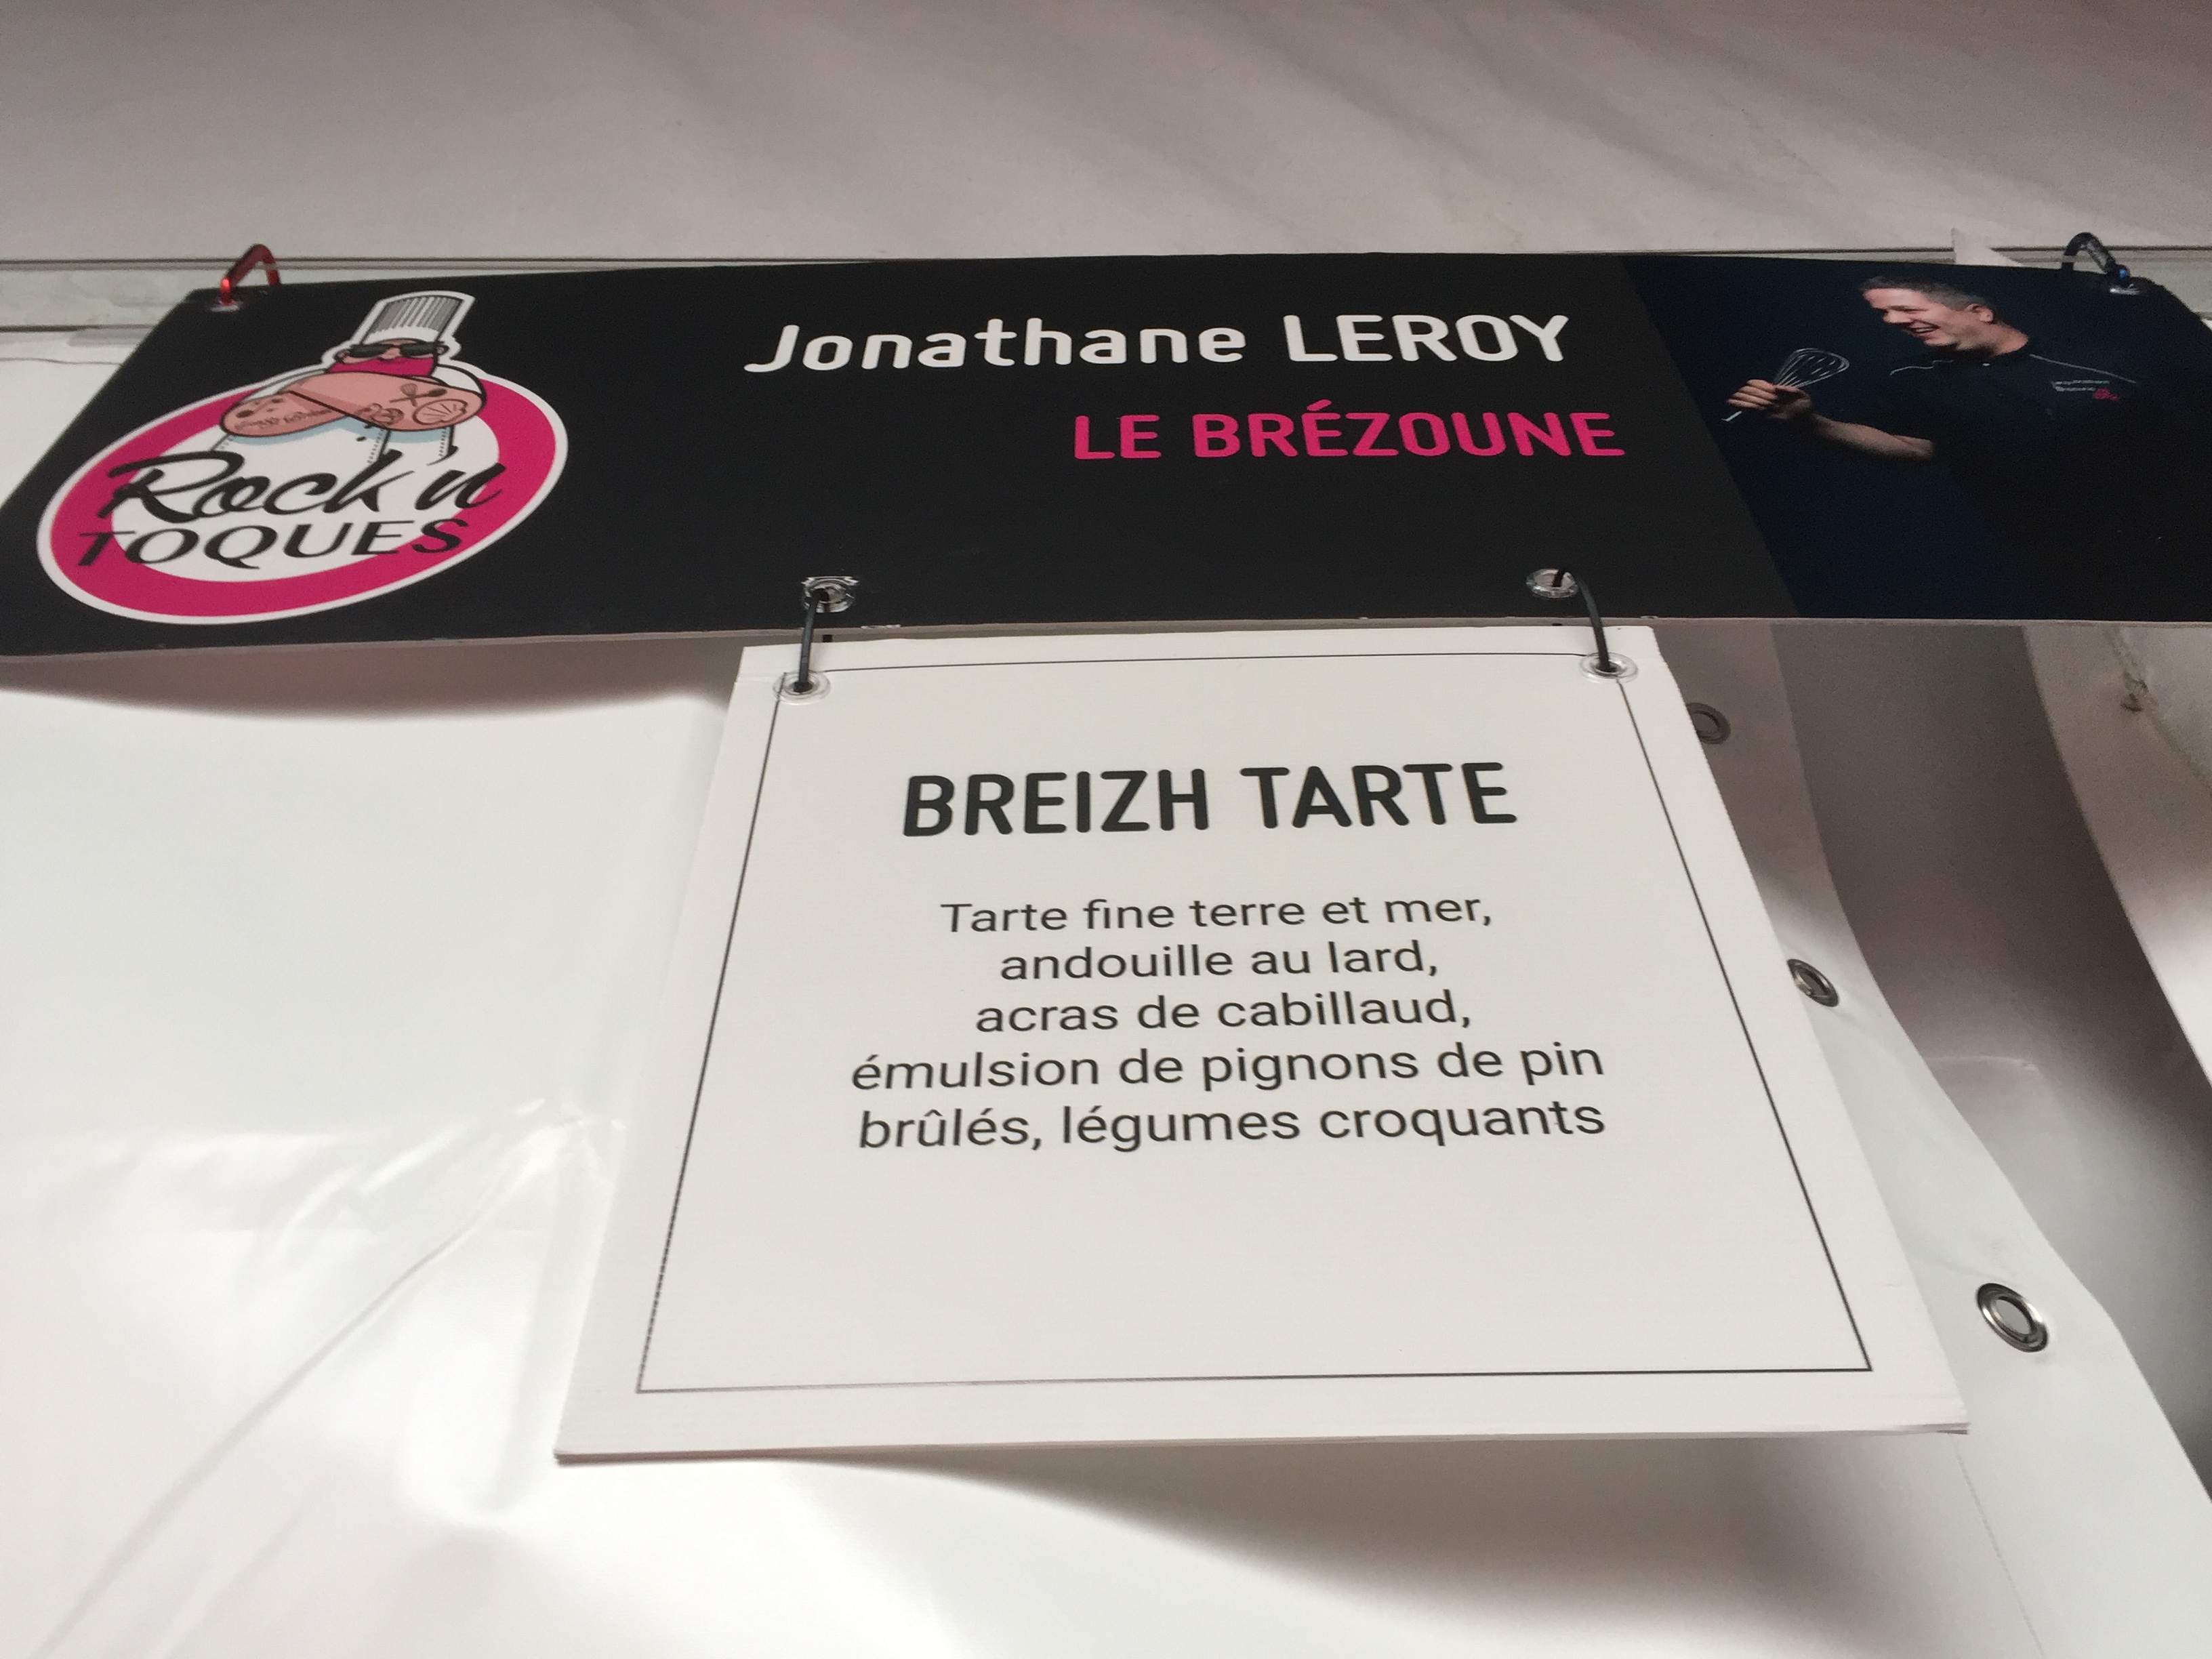 Jonathane LEROY
LE BRÉZOUNE
Rock'n
TOQUES
BREIZH TARTE
Tarte fine terre et mer,
andouille au lard,
acras de cabillaud,
émulsion de pignons de pin
brûlés, légumes croquants